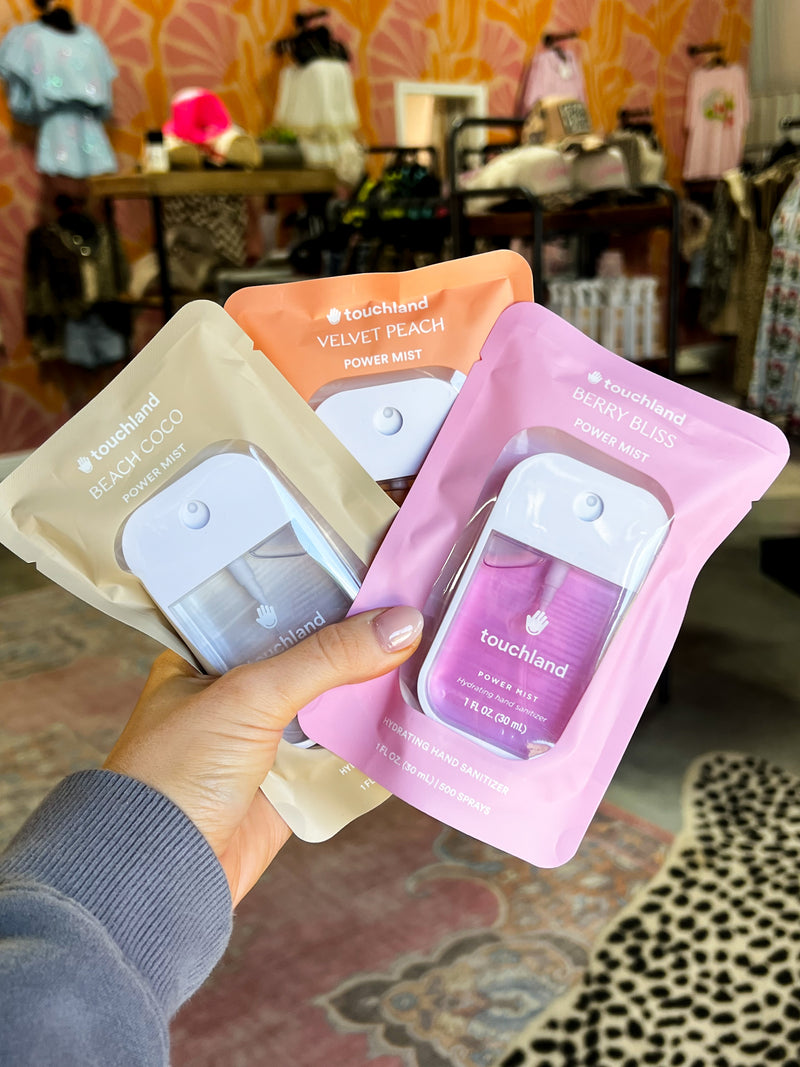 touchland
VELVET PEACH
POWER MIST
touchland
BEACH COCO
POWER MIST
touchland
touchland
BERRY BLISS
POWER MIST
touchland
POWER MIST
Hydrating hand sanitizer
1 FL OZ. (30 mL)
HYDRATING HAND SANITIZER
1 FL OZ. (30 mL) | 500 SPRAYS